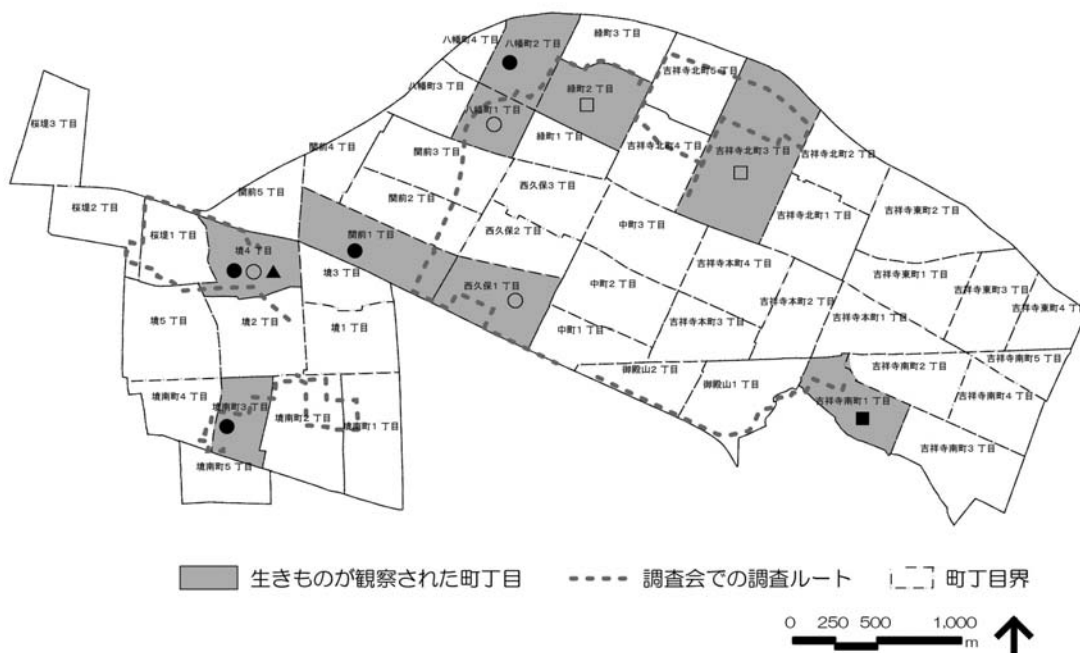 八幡町4 丁目
八幡町2 丁目
緑町3 丁目
吉祥寺北町5 丁目
八幡町3 丁目
緑町2 丁目
八幡町1 丁目
桜堤3 丁目
緑町1 丁目
吉祥寺北町4 丁目
吉祥寺北町3 丁目
吉祥寺北町2 丁目
関前4 丁目
関前3 丁目
関前5 丁目
関前2 丁目
西久保3 丁目
桜堤2 丁目
桜堤1 丁目
関前1 丁目
西久保2 丁目
中町3 丁目
吉祥寺北町1 丁目
吉祥寺東町2 丁目
境4 丁目
境3 丁目
西久保1 丁目
中町2 丁目
吉祥寺本町4 丁目
吉祥寺東町1 丁目
吉祥寺東町3 丁目
吉祥寺本町2 丁目
吉祥寺東町4 丁目
境5 丁目
境2 丁目
境1 丁目
中町1 丁目
吉祥寺本町3 丁目
吉祥寺本町1 丁目
御殿山2 丁目
御殿山1 丁目
吉祥寺南町2 丁目
吉祥寺南町5 丁目
境南町4 丁目
境南町3 丁目
境南町2 丁目
境南町1 丁目
吉祥寺南町1 丁目
吉祥寺南町4 丁目
吉祥寺南町3 丁目
境南町5 丁目
生きものが観察された町丁目
調査会での調査ルート
町丁目界
0 250 500 1,000
m